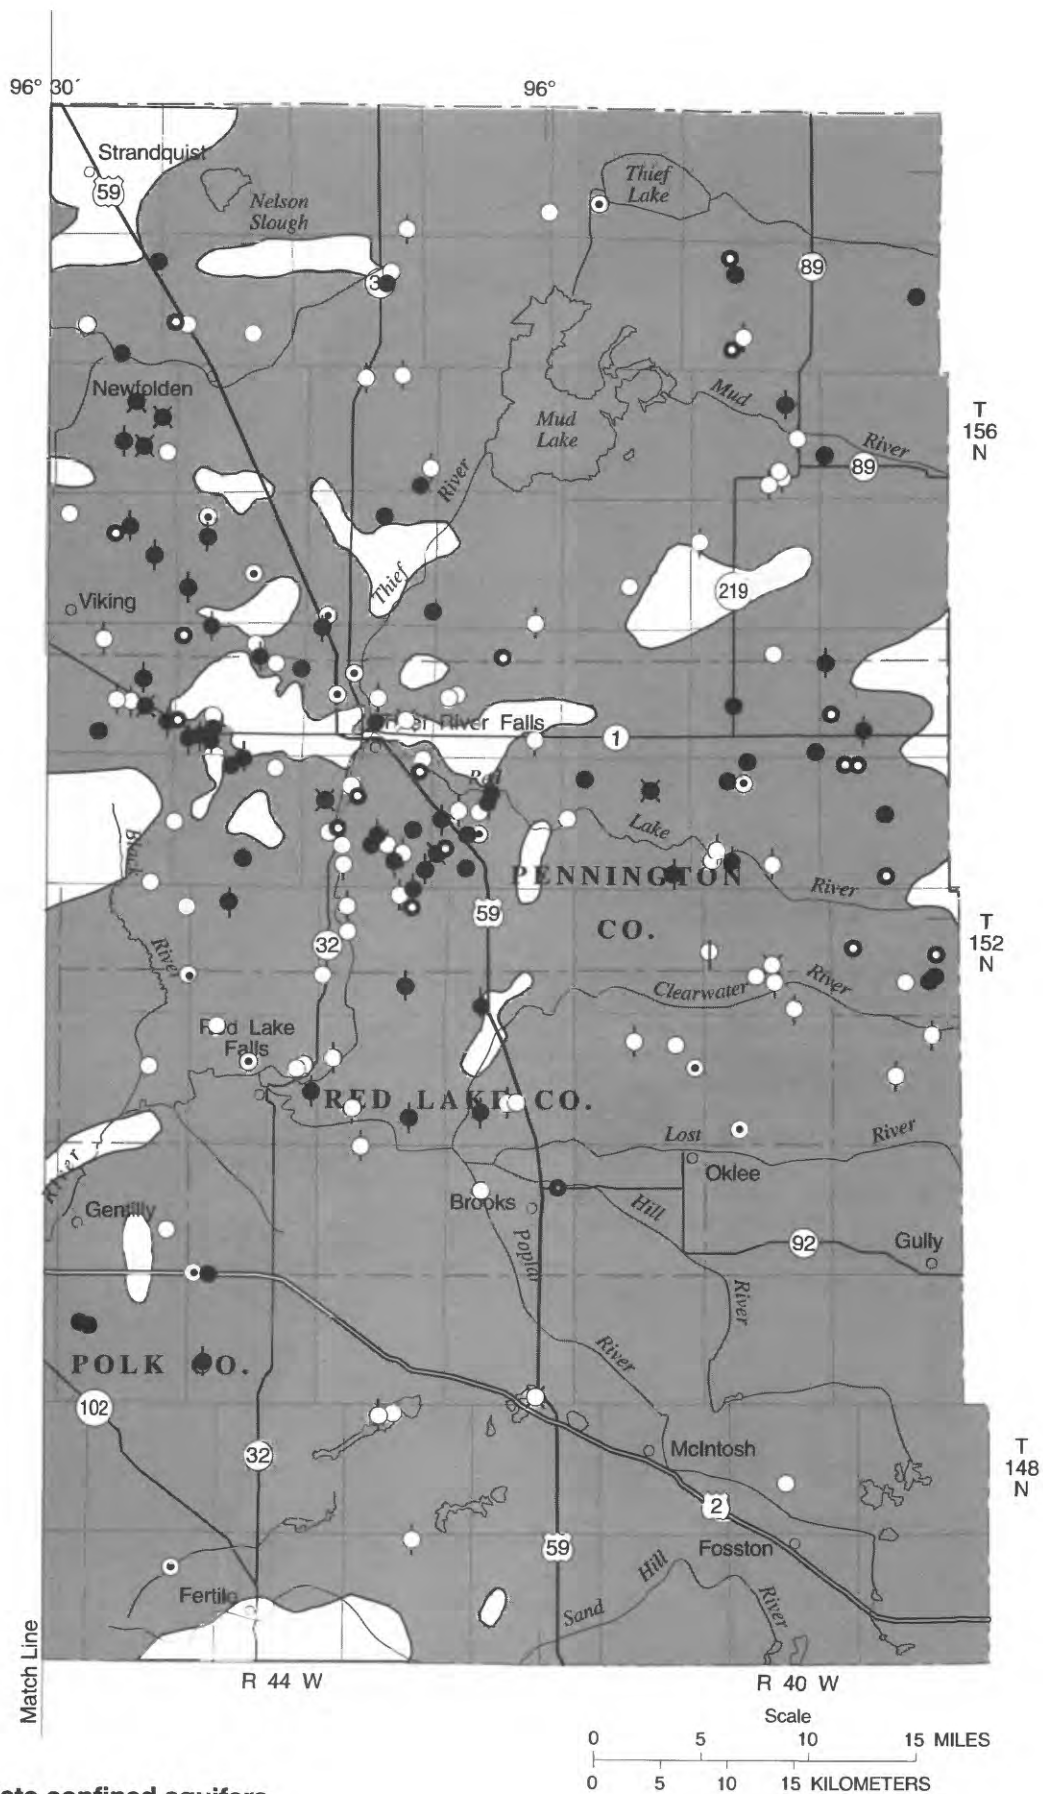 96° 30´
96°
Strandquist
59
Nelson
Slough
Thief
Lake
89
3
Newfolden
Mud
Lake
Mud
River
T
156
N
89
River
Thief
Viking
219
River Falls
1
Red
Lake
River
Black
River
PENNINGTON
CO.
59
32
T
152
N
Clearwater
River
Red Lake
Falls
RED LAKE CO.
Lost
River
Oklee
River
Gentilly
Brooks
Hill
92
Gully
Poplar
River
River
POLK CO.
102
32
McIntosh
T
148
N
2
59
Fosston
Hill
Sand
River
Fertile
Match Line
R 44 W
R 40 W
Scale
0 5 10 15 MILES
0 5 10 15 KILOMETERS
confined aquifers